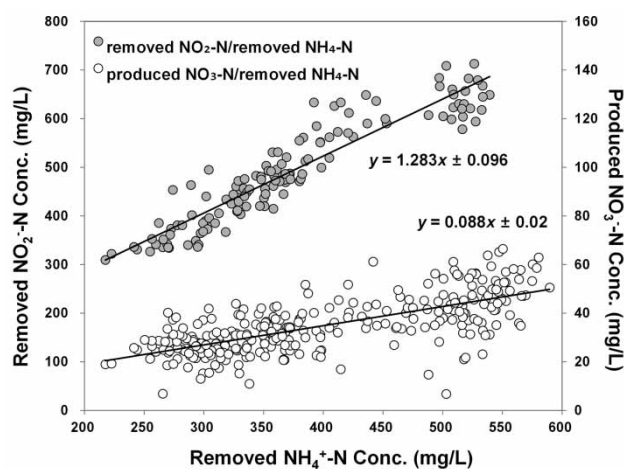 800
700
600
500
400
300
200
100
0
Removed NO₂⁻-N Conc. (mg/L)
removed NO₂-N/removed NH₄-N
produced NO₃-N/removed NH₄-N
y = 1.283x ± 0.096
y = 0.088x ± 0.02
160
140
120
100
80
60
40
20
0
Produced NO₃⁻-N Conc. (mg/L)
200 250 300 350 400 450 500 550 600
Removed NH₄⁺-N Conc. (mg/L)